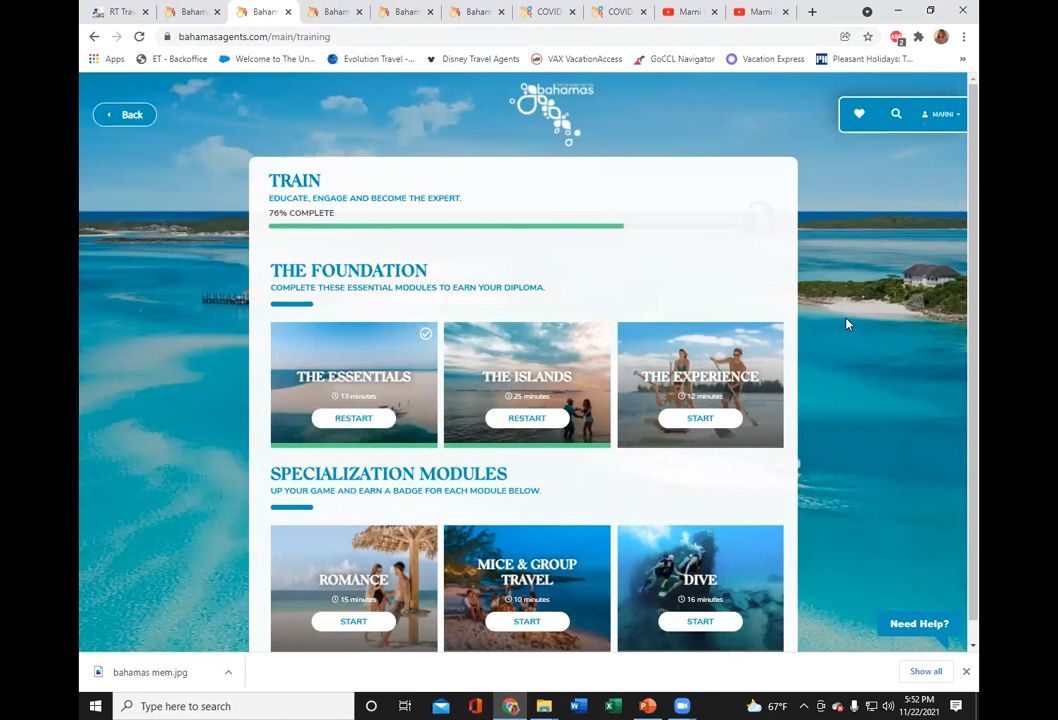 RT Trav
Baham
Baham
Baham
Baham
Baham
COVID
COVID
Marni
Marni
bahamasagents.com/main/training
2
Apps
ET - Backoffice
Welcome to The Un...
Evolution Travel -...
Disney Travel Agents
VAX VacationAccess
GoCCL Navigator
Vacation Express
Pleasant Holidays: T...
»
Back
bahamas
MARNI
TRAIN
EDUCATE, ENGAGE AND BECOME THE EXPERT.
76% COMPLETE
THE FOUNDATION
COMPLETE THESE ESSENTIAL MODULES TO EARN YOUR DIPLOMA.
THE ESSENTIALS
13 minutes
RESTART
THE ISLANDS
25 minutes
RESTART
THE EXPERIENCE
12 minutes
START
SPECIALIZATION MODULES
UP YOUR GAME AND EARN A BADGE FOR EACH MODULE BELOW.
ROMANCE
15 minutes
START
MICE & GROUP
TRAVEL
10 minutes
START
DIVE
16 minutes
START
Need Help?
bahamas mem.jpg
Show all
Type here to search
67°F
5:52 PM
11/22/2021